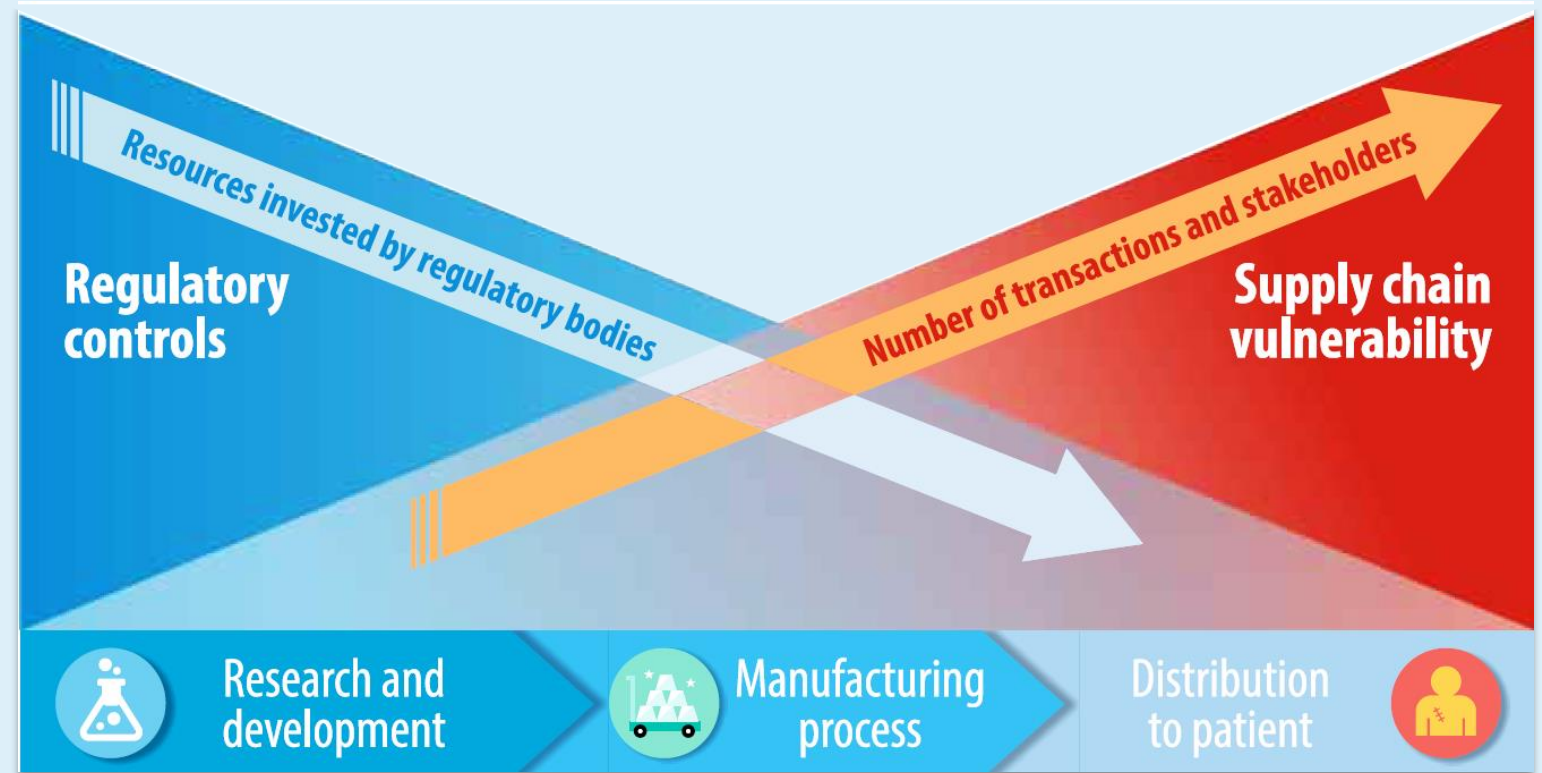 Resources invested by regulatory bodies
Number of transactions and stakeholders
Regulatory
controls
Supply chain
vulnerability
Research and
development
Manufacturing
process
Distribution
to patient